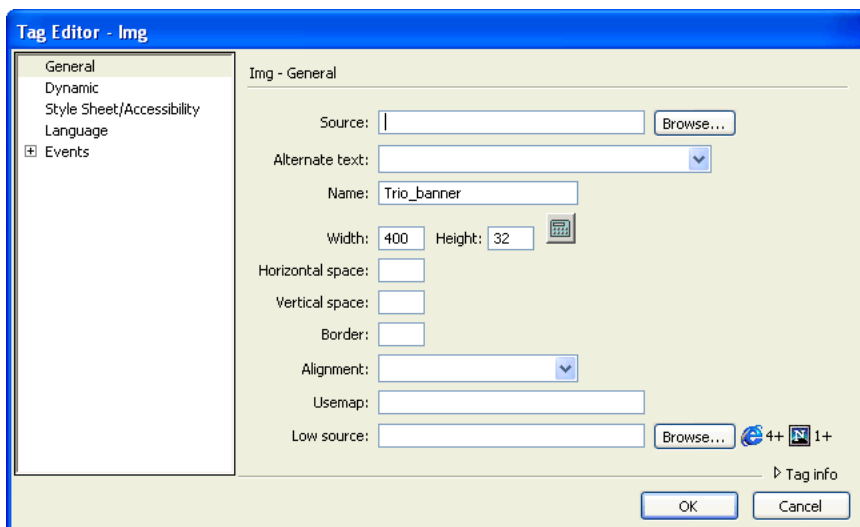 Tag Editor - Img
General
Dynamic
Style Sheet/Accessibility
Language
Events
Img - General
Source: Browse...
Alternate text:
Name: Trio_banner
Width: 400 Height: 32
Horizontal space:
Vertical space:
Border:
Alignment:
Usemap:
Low source: Browse... 4+ N 1+
Tag info
OK Cancel